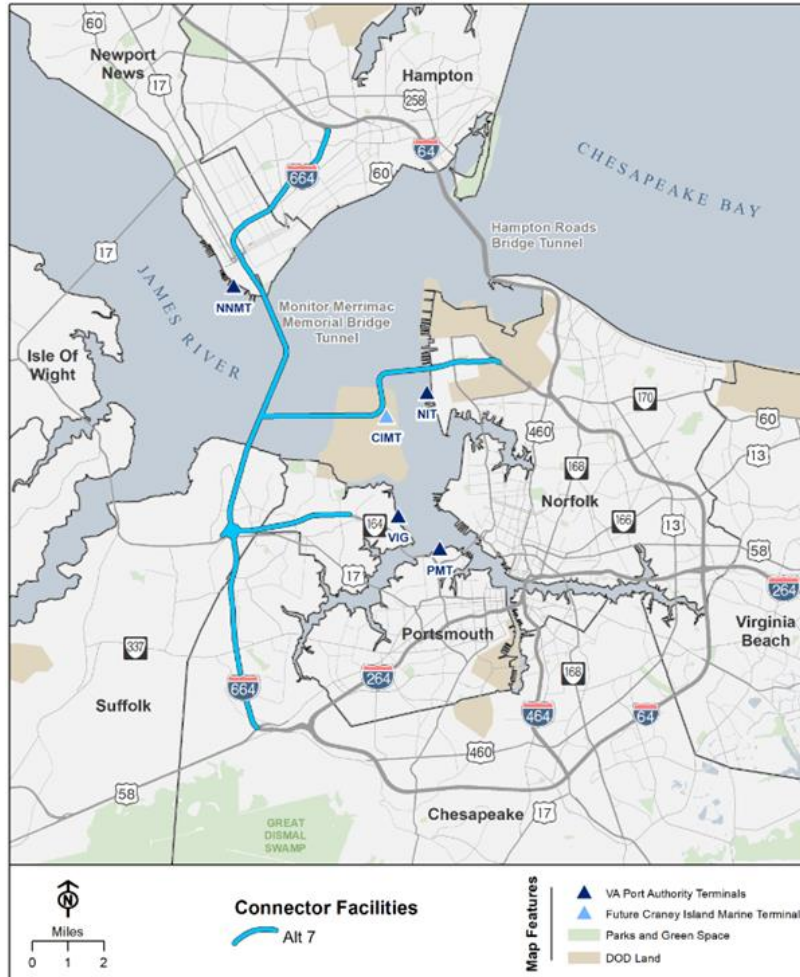 60
Newport
News
17
Hampton
258
64
664
60
CHESAPEAKE BAY
Hampton Roads
Bridge Tunnel
17
JAMES RIVER
NNMT
Monitor Merrimac
Memorial Bridge
Tunnel
Isle Of
Wight
NIT
CIMT
170
60
460
13
168
Norfolk
164
VIG
166
13
58
PMT
17
264
Virginia
Beach
Portsmouth
337
264
168
Suffolk
664
464
64
460
58
Chesapeake
17
GREAT
DISMAL
SWAMP
N
Miles
0 1 2
Connector Facilities
Alt 7
Map Features
VA Port Authority Terminals
Future Craney Island Marine Terminal
Parks and Green Space
DOD Land